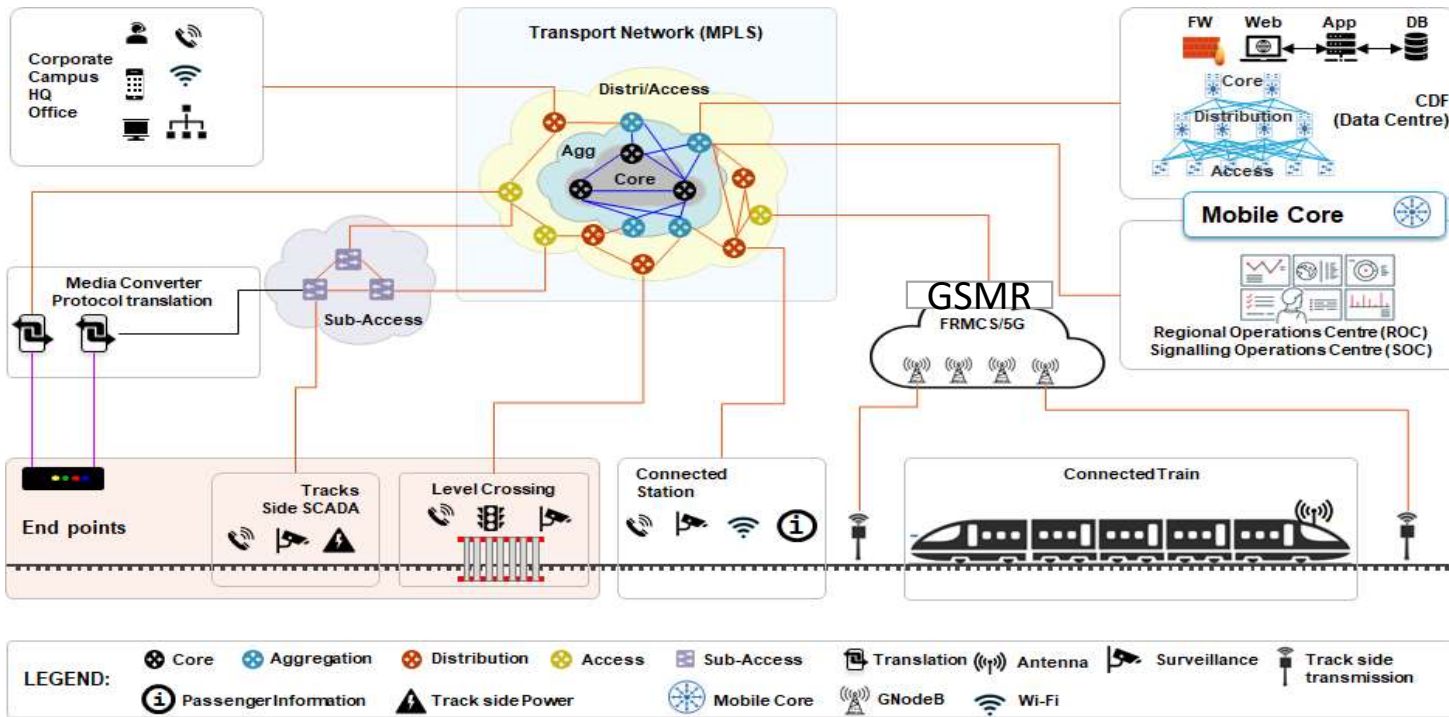 Corporate
Campus
HQ
Office
Transport Network (MPLS)
Distri/Access
Agg
Core
FW Web App DB
Core
Distribution
Access
CDF
(Data Centre)
Mobile Core
Regional Operations Centre (ROC)
Signalling Operations Centre (SOC)
Media Converter
Protocol translation
Sub-Access
GSMR
FRMCS/5G
End points
Tracks
Side SCADA
Level Crossing
Connected
Station
i
Connected Train
LEGEND:
Core Aggregation Distribution Access Sub-Access Translation Antenna Surveillance Track side
transmission
i Passenger Information Track side Power Mobile Core GNodeB Wi-Fi